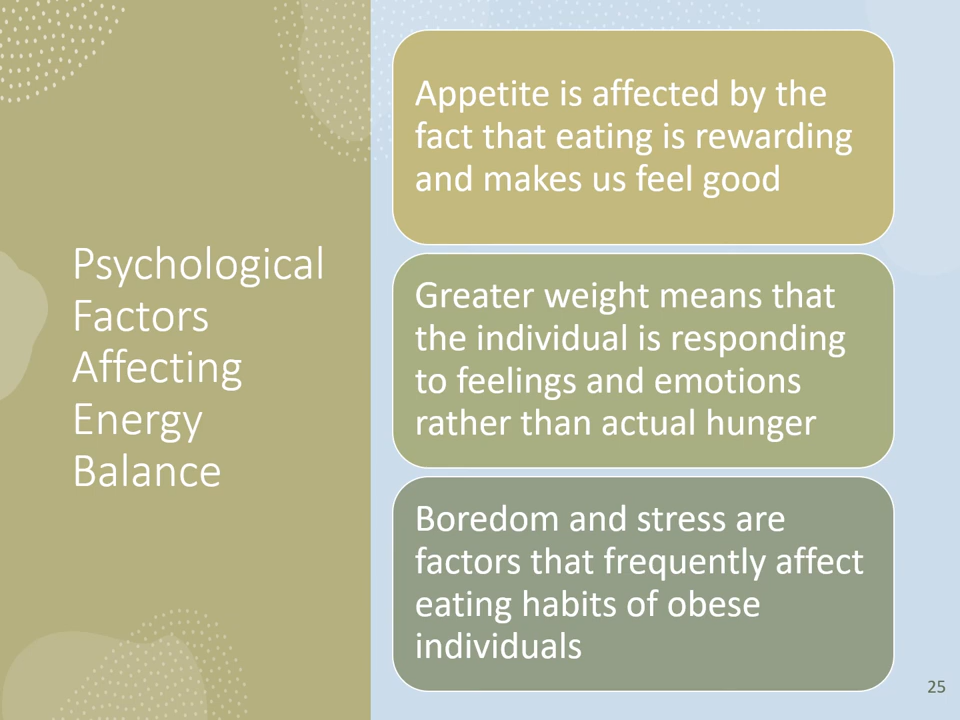 Psychological
Factors
Affecting
Energy
Balance
Appetite is affected by the
fact that eating is rewarding
and makes us feel good
Greater weight means that
the individual is responding
to feelings and emotions
rather than actual hunger
Boredom and stress are
factors that frequently affect
eating habits of obese
individuals
25